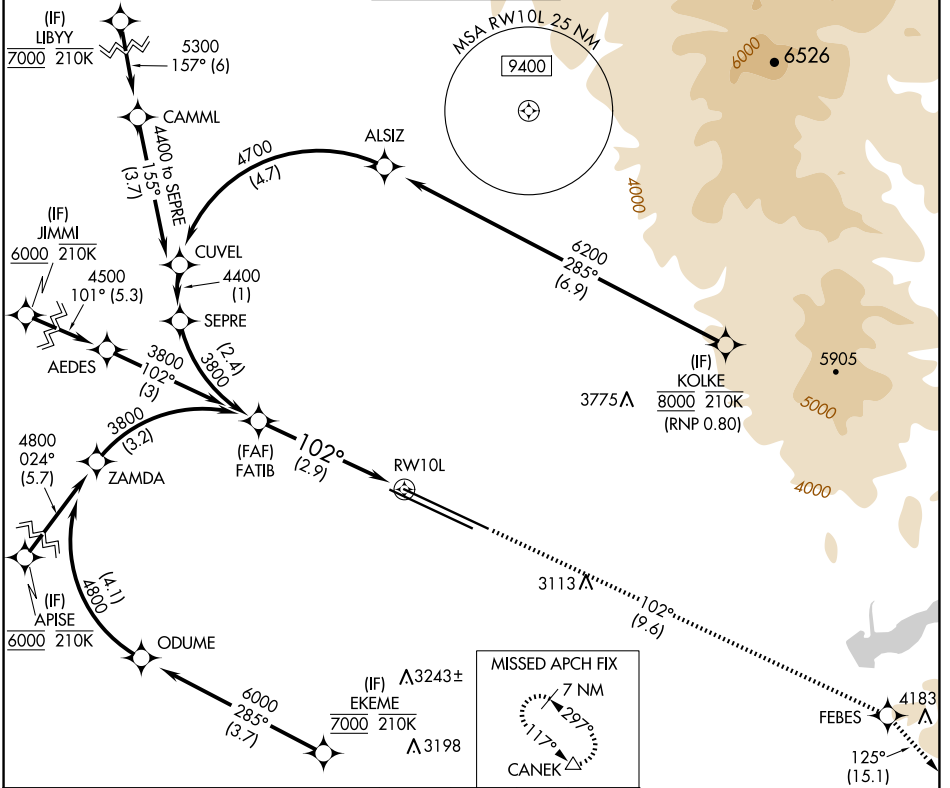 (IF)
LIBYY
7000 210K
5300
157° (6)
CAMML
4400 to SEPRE
155°
(3.7)
MSA RW10L 25 NM
9400
6000
6526
ALSIZ
4700
(4.7)
4000
(IF)
JIMMI
6000 210K
4500
101° (5.3)
CUVEL
4400
(1)
6200
285°
(6.9)
SEPRE
AEDES
3800
102°
(3)
(2.4)
3800
(IF)
KOLKE
8000 210K
(RNP 0.80)
3775
5905
5000
4000
4800
024°
(5.7)
3800
(3.2)
ZAMDA
(FAF)
FATIB
102°
(2.9)
RW10L
(IF)
APISE
6000 210K
(4.1)
4800
3113
102°
(9.6)
ODUME
6000
285°
(3.7)
(IF)
EKEME
7000 210K
3243±
3198
MISSED APCH FIX
7 NM
297°
117°
CANEK
FEBES
4183
125°
(15.1)